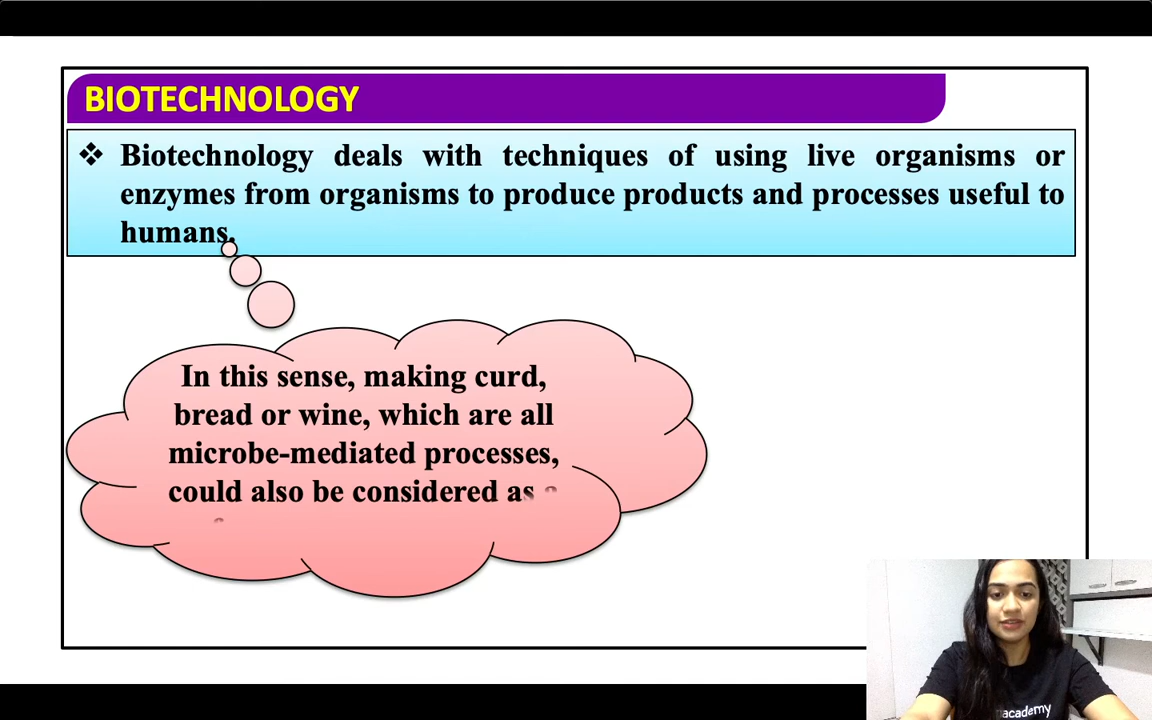 BIOTECHNOLOGY
❖ Biotechnology deals with techniques of using live organisms or
enzymes from organisms to produce products and processes useful to
humans.
In this sense, making curd,
bread or wine, which are all
microbe-mediated processes,
could also be considered as
academy